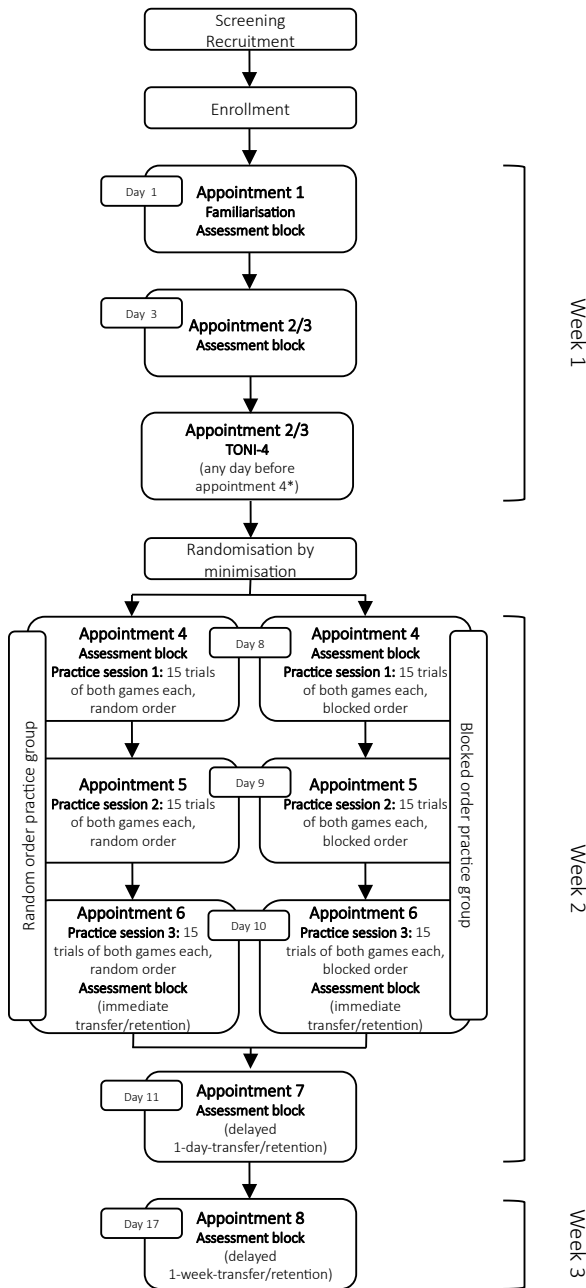 Screening
Recruitment
Enrollment
Day 1
Appointment 1
Familiarisation
Assessment block
Day 3
Appointment 2/3
Assessment block
Appointment 2/3
TONI-4
(any day before
appointment 4*)
Week 1
Randomisation by
minimisation
Random order practice group
Appointment 4
Assessment block
Practice session 1: 15 trials
of both games each,
random order
Day 8
Appointment 4
Assessment block
Practice session 1: 15 trials
of both games each,
blocked order
Blocked order practice group
Appointment 5
Practice session 2: 15 trials
of both games each,
random order
Day 9
Appointment 5
Practice session 2: 15 trials
of both games each,
blocked order
Appointment 6
Practice session 3: 15
trials of both games each,
random order
Assessment block
(immediate
transfer/retention)
Day 10
Appointment 6
Practice session 3: 15
trials of both games each,
blocked order
Assessment block
(immediate
transfer/retention)
Week 2
Day 11
Appointment 7
Assessment block
(delayed
1-day-transfer/retention)
Day 17
Appointment 8
Assessment block
(delayed
1-week-transfer/retention)
Week 3